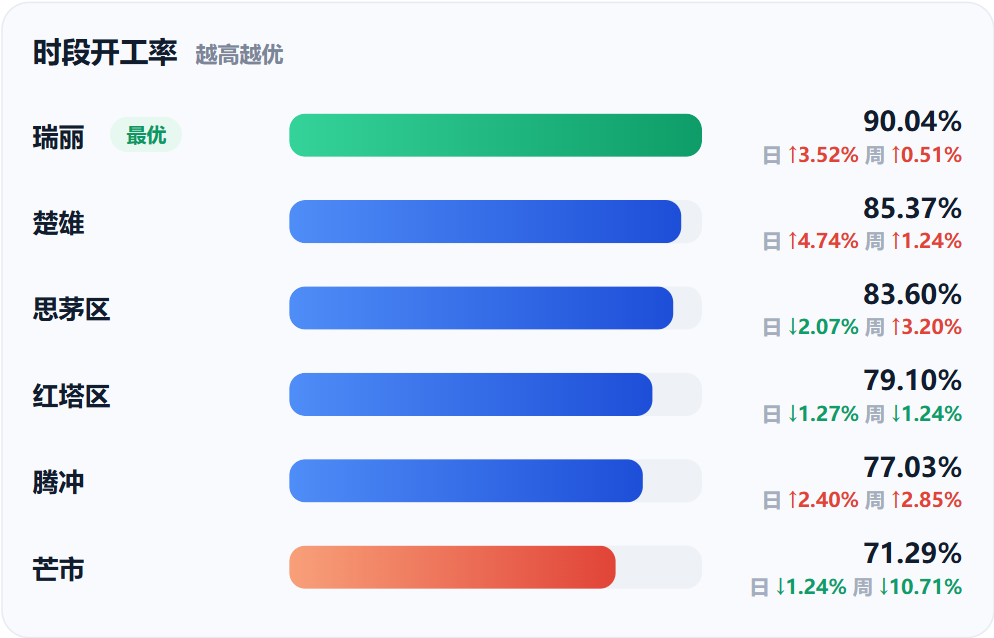 时段开工率 越高越优
瑞丽 最优 90.04%
日 ↑3.52% 周 ↑0.51%
楚雄 85.37%
日 ↑4.74% 周 ↑1.24%
思茅区 83.60%
日 ↓2.07% 周 ↑3.20%
红塔区 79.10%
日 ↓1.27% 周 ↓1.24%
腾冲 77.03%
日 ↑2.40% 周 ↑2.85%
芒市 71.29%
日 ↓1.24% 周 ↓10.71%